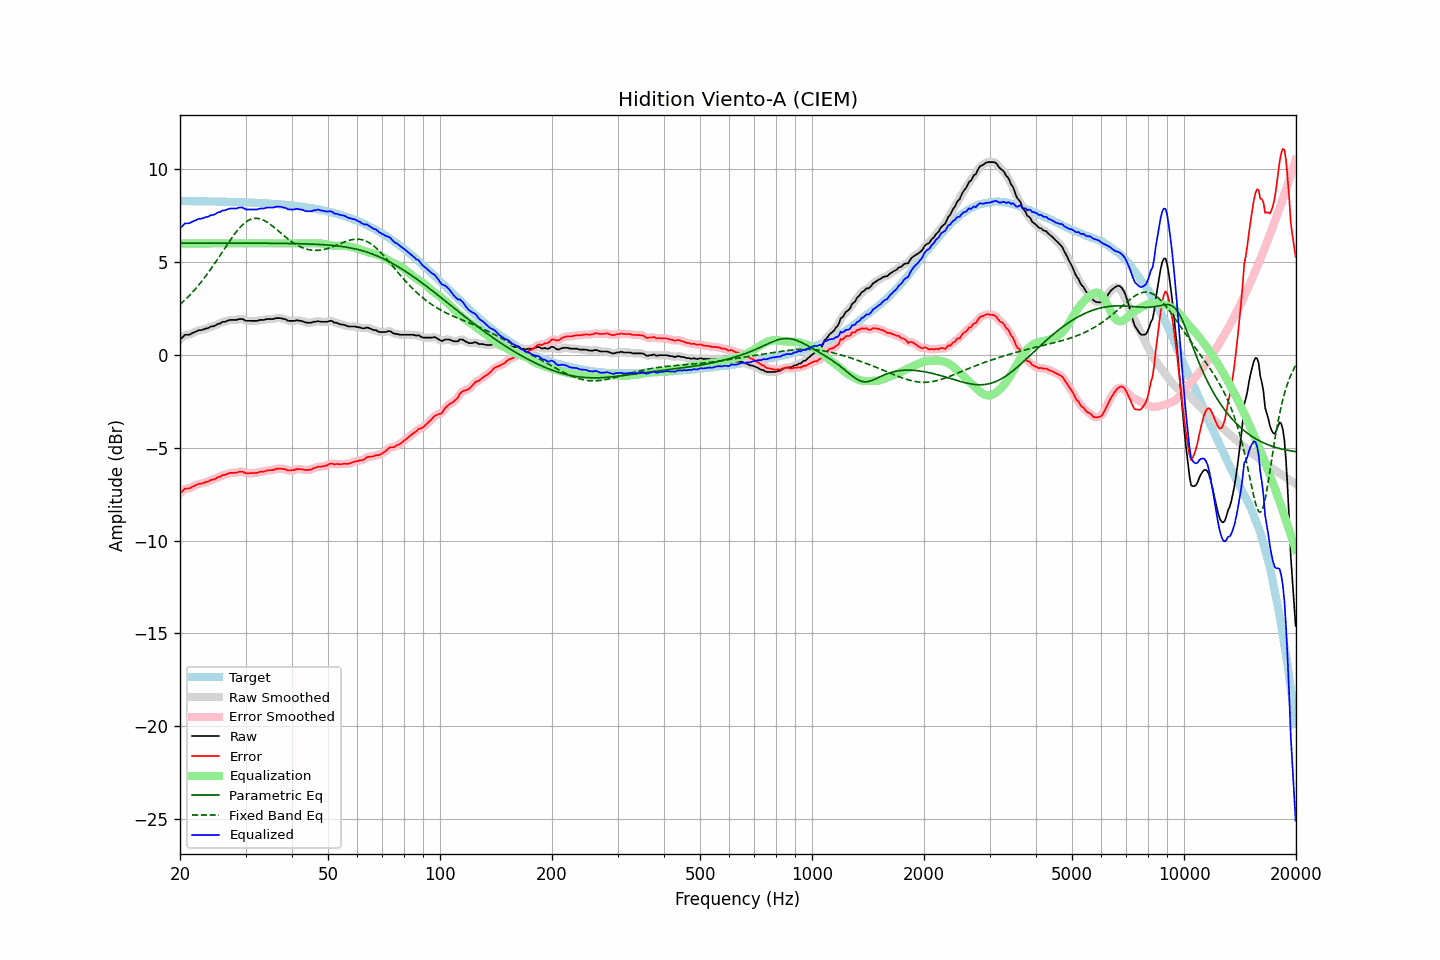 Hidition Viento-A (CIEM)
Amplitude (dBr)
10
5
0
−5
−10
−15
−20
−25
Target
Raw Smoothed
Error Smoothed
Raw
Error
Equalization
Parametric Eq
Fixed Band Eq
Equalized
20 50 100 200 500 1000 2000 5000 10000 20000
Frequency (Hz)